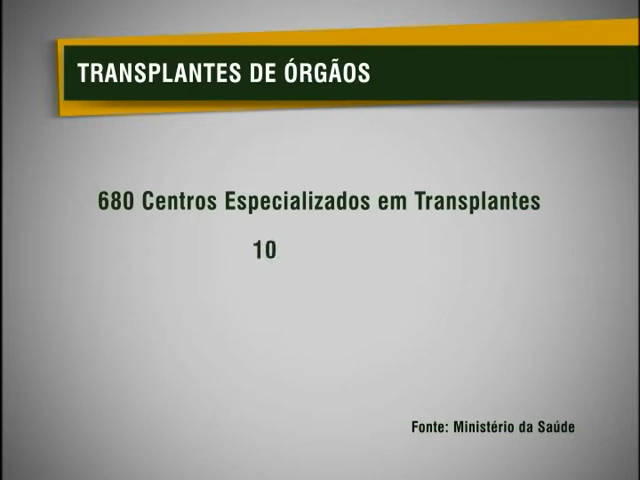 TRANSPLANTES DE ÓRGÃOS
680 Centros Especializados em Transplantes
10
Fonte: Ministério da Saúde